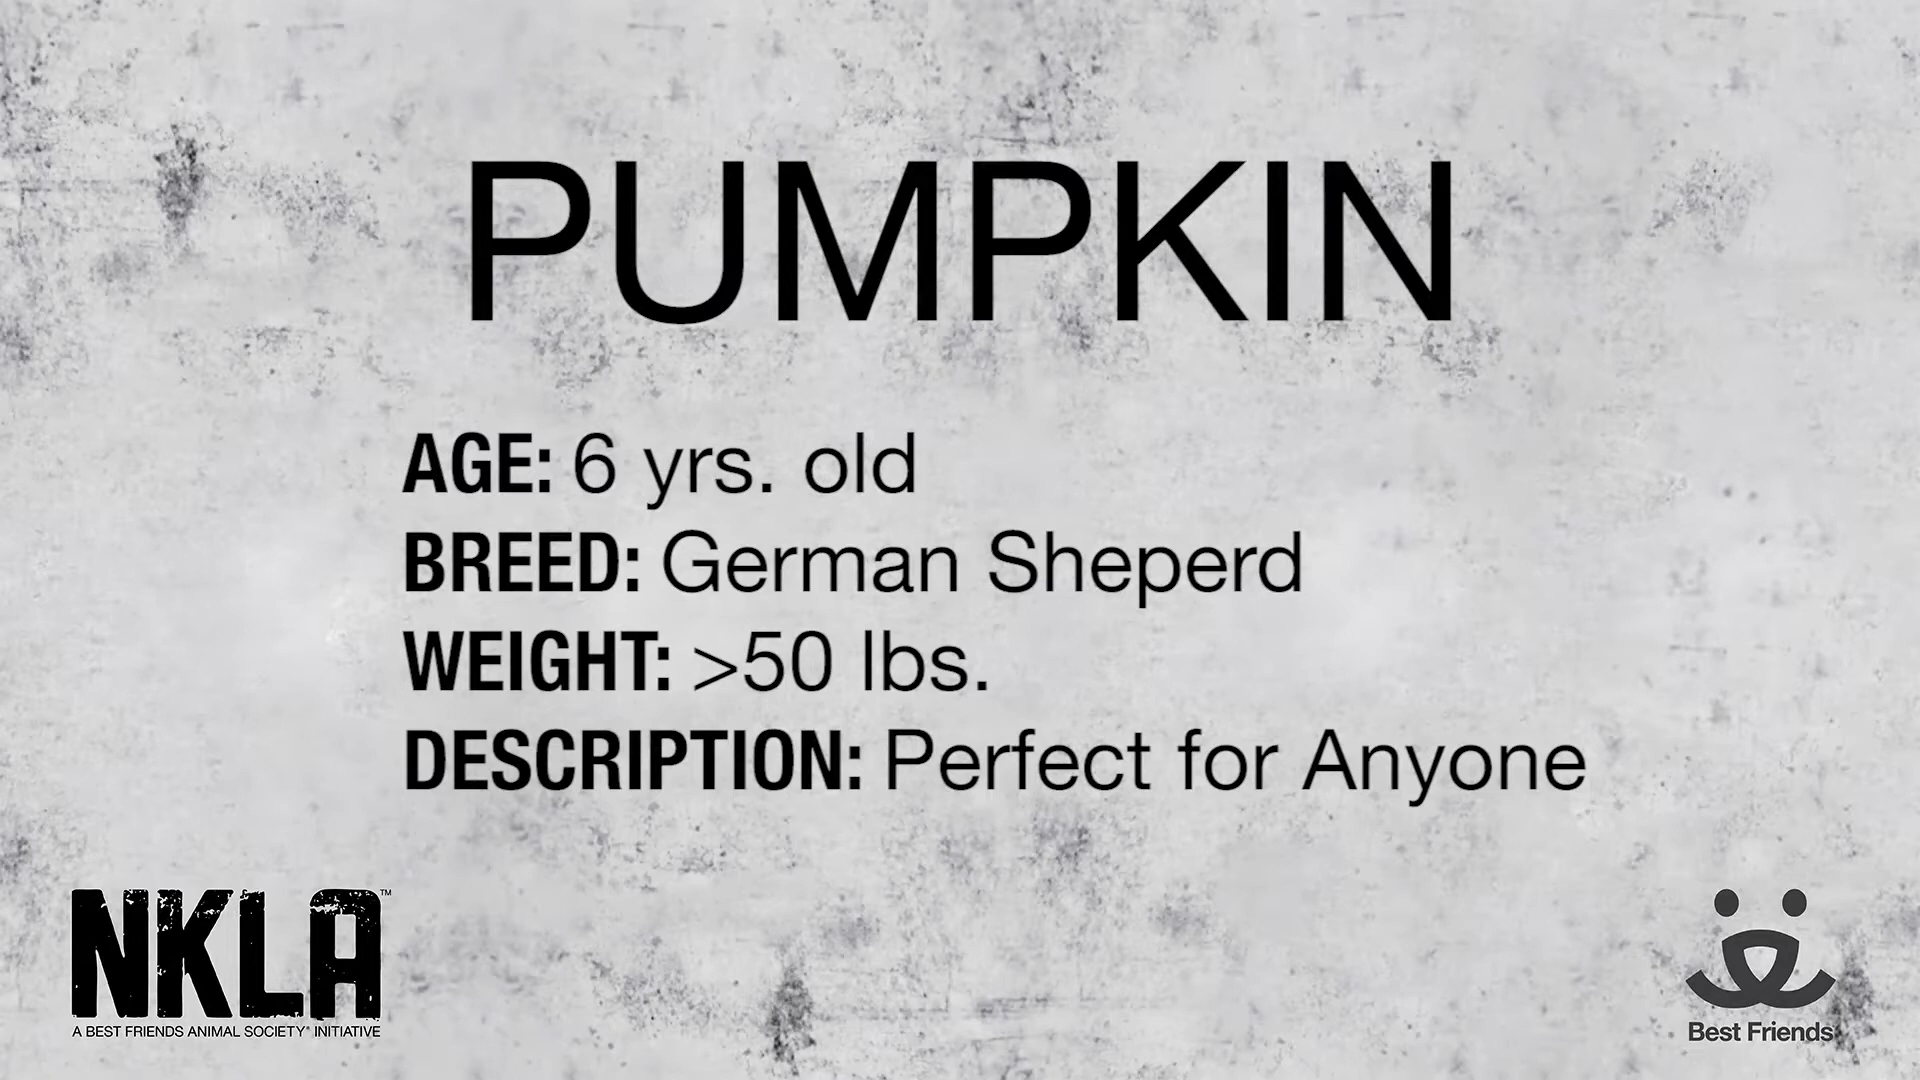 PUMPKIN
AGE: 6 yrs. old
BREED: German Sheperd
WEIGHT: >50 lbs.
DESCRIPTION: Perfect for Anyone
NKLA™
A BEST FRIENDS ANIMAL SOCIETY® INITIATIVE
Best Friends